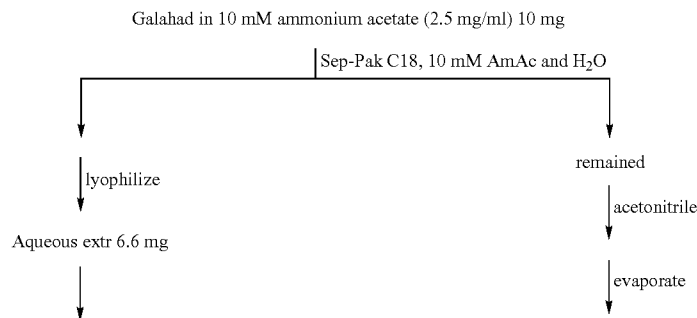 Galahad in 10 mM ammonium acetate (2.5 mg/ml) 10 mg
Sep-Pak C18, 10 mM AmAc and H₂O
lyophilize
remained
acetonitrile
Aqueous extr 6.6 mg
evaporate